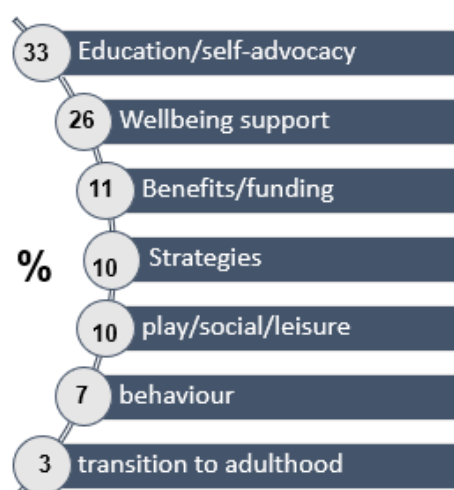 33 Education/self-advocacy
26 Wellbeing support
11 Benefits/funding
% 10 Strategies
10 play/social/leisure
7 behaviour
3 transition to adulthood